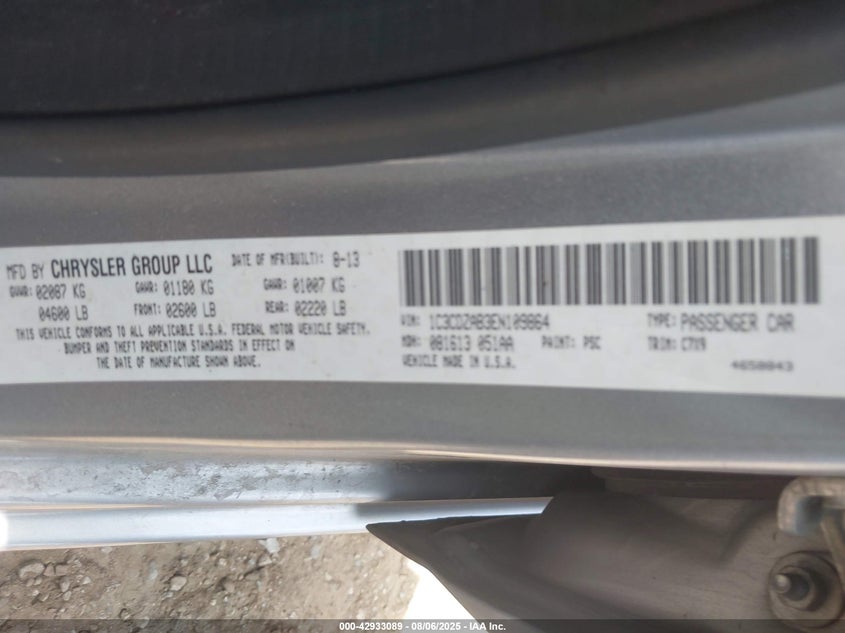 MFD BY CHRYSLER GROUP LLC DATE OF MFR(BUILT): 8-13
GVWR: 02087 KG GAWR: 01180 KG GAWR: 01007 KG
04600 LB FRONT: 02600 LB REAR: 02220 LB
THIS VEHICLE CONFORMS TO ALL APPLICABLE U.S.A. FEDERAL MOTOR VEHICLE SAFETY,
BUMPER AND THEFT PREVENTION STANDARDS IN EFFECT ON
THE DATE OF MANUFACTURE SHOWN ABOVE.
VIN: 1C3CDZAB3EN109864 TYPE: PASSENGER CAR
MDH: 081613 051AA PAINT: PSC TRIM: C7X9
VEHICLE MADE IN U.S.A. 4658843
000-42933089 - 08/06/2025 - IAA Inc.